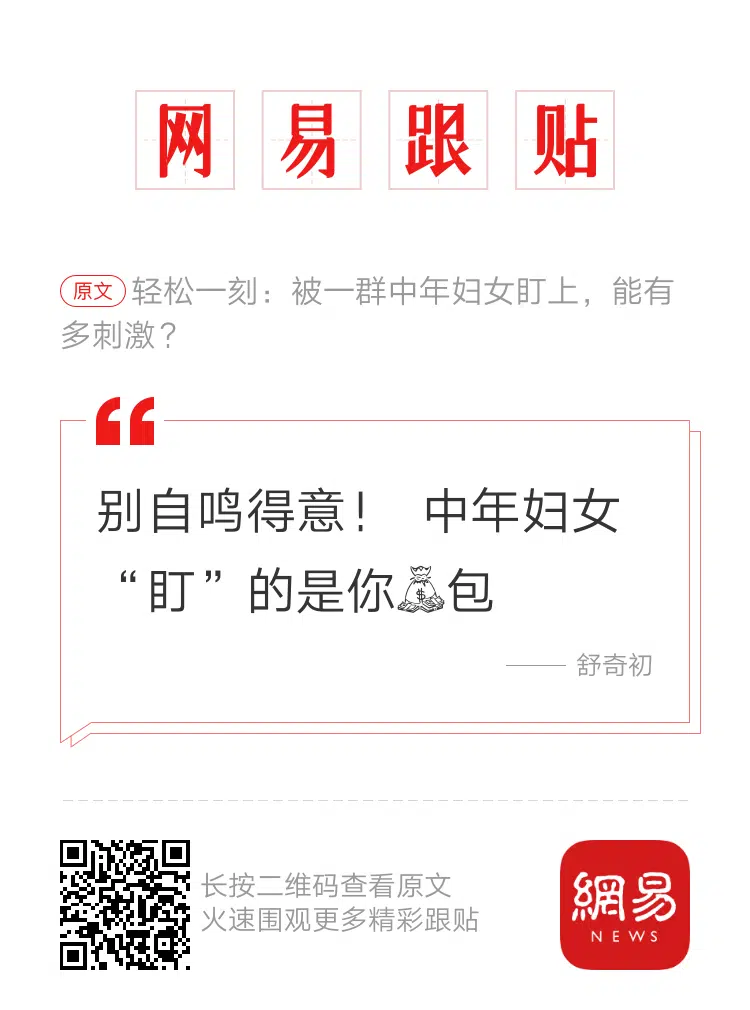 网易跟贴
原文 轻松一刻：被一群中年妇女盯上，能有
多刺激？
别自鸣得意！ 中年妇女
“盯”的是你💰包
—— 舒奇初
长按二维码查看原文
火速围观更多精彩跟贴
網易
NEWS